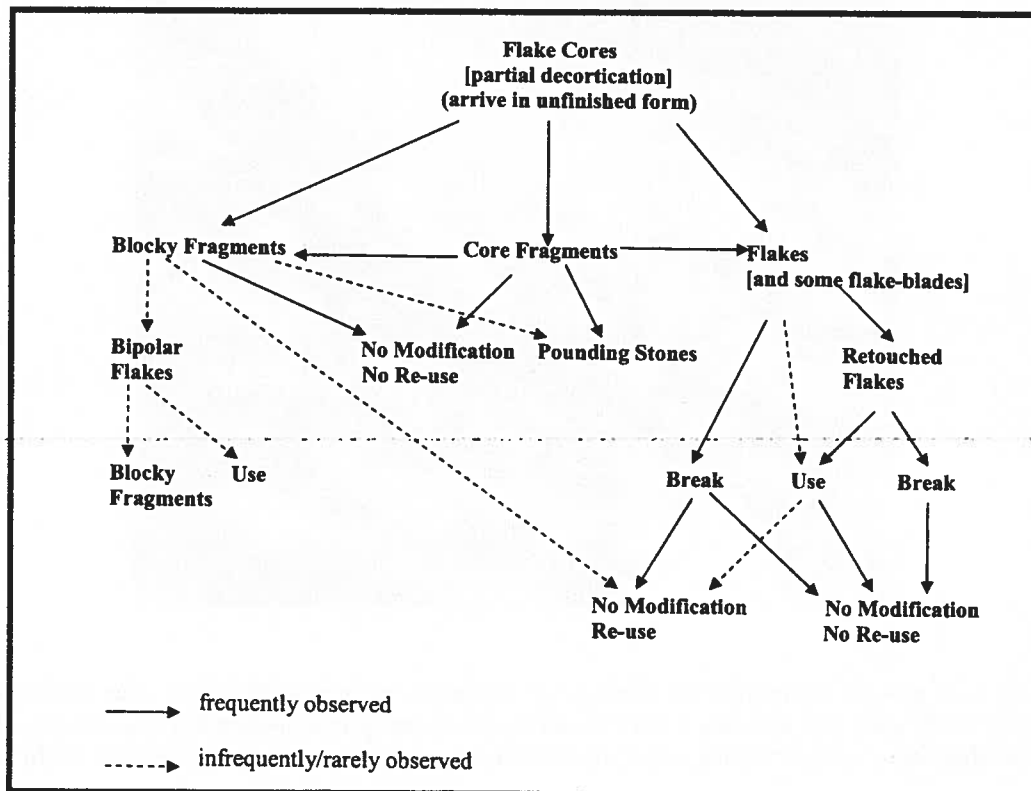 Flake Cores
[partial decortication]
(arrive in unfinished form)
Blocky Fragments
Core Fragments
Flakes
[and some flake-blades]
Bipolar
Flakes
No Modification
No Re-use
Pounding Stones
Retouched
Flakes
Blocky
Fragments
Use
Break
Use
Break
No Modification
Re-use
No Modification
No Re-use
frequently observed
infrequently/rarely observed